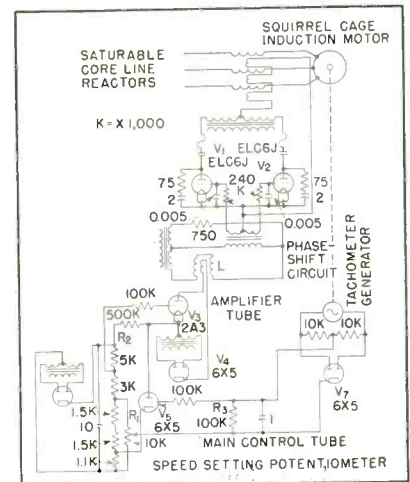 SQUIRREL CAGE
INDUCTION MOTOR
SATURABLE
CORE LINE
REACTORS
K = X 1,000
V1 ELC6J
ELC6J V2
75
2
240
K
75
2
0.005
750
0.005
PHASE-
SHIFT
CIRCUIT
L
TACHOMETER
GENERATOR
100K
AMPLIFIER
TUBE
500K
V3
2A3
R2
5K
10K
10K
V4
6X5
3K
100K
1.5K
10
R1
V5
6X5
R3
100K
1
V7
6X5
1.5K
10K
MAIN CONTROL TUBE
1.1K
SPEED SETTING POTENTIOMETER